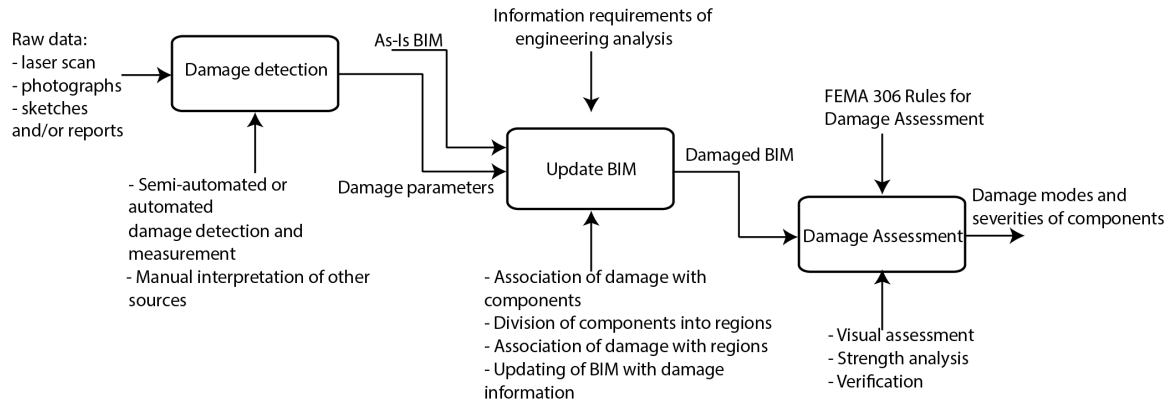 Raw data:
- laser scan
- photographs
- sketches
and/or reports
Damage detection
- Semi-automated or
automated
damage detection and
measurement
- Manual interpretation of other
sources
As-Is BIM
Damage parameters
Information requirements of
engineering analysis
Update BIM
- Association of damage with
components
- Division of components into regions
- Association of damage with regions
- Updating of BIM with damage
information
Damaged BIM
FEMA 306 Rules for
Damage Assessment
Damage Assessment
- Visual assessment
- Strength analysis
- Verification
Damage modes and
severities of components